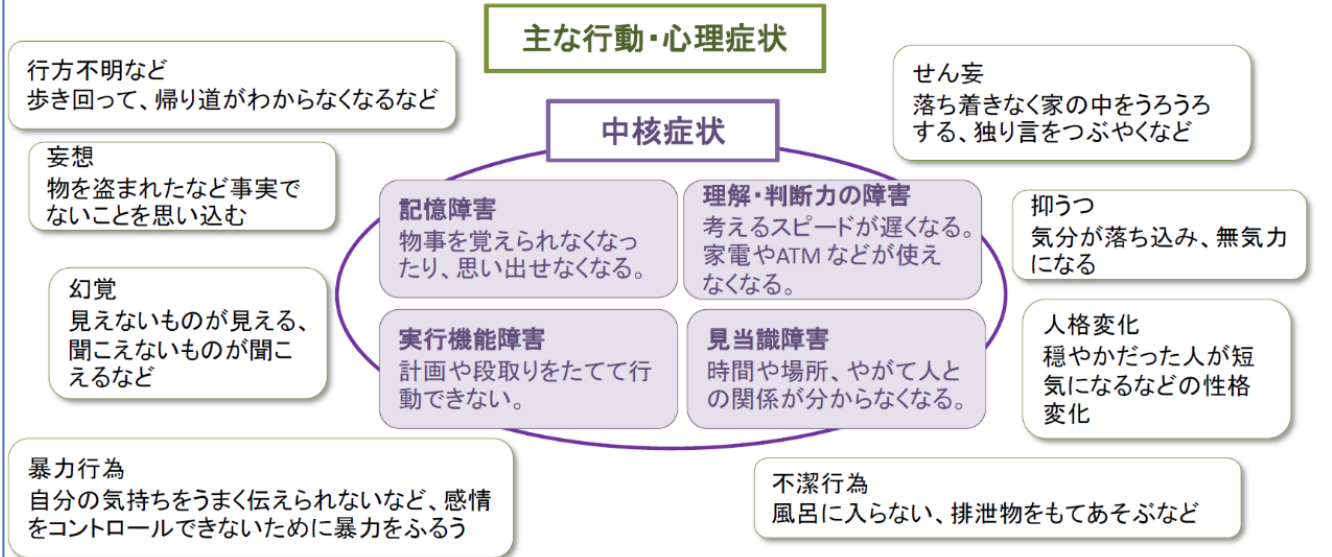 主な行動・心理症状
行方不明など
歩き回って、帰り道がわからなくなるなど
せん妄
落ち着きなく家の中をうろうろ
する、独り言をつぶやくなど
中核症状
妄想
物を盗まれたなど事実で
ないことを思い込む
記憶障害
物事を覚えられなくなっ
たり、思い出せなくなる。
理解・判断力の障害
考えるスピードが遅くなる。
家電やATM などが使え
なくなる。
抑うつ
気分が落ち込み、無気力
になる
幻覚
見えないものが見える、
聞こえないものが聞こ
えるなど
実行機能障害
計画や段取りをたてて行
動できない。
見当識障害
時間や場所、やがて人と
の関係が分からなくなる。
人格変化
穏やかだった人が短
気になるなどの性格
変化
暴力行為
自分の気持ちをうまく伝えられないなど、感情
をコントロールできないために暴力をふるう
不潔行為
風呂に入らない、排泄物をもてあそぶなど